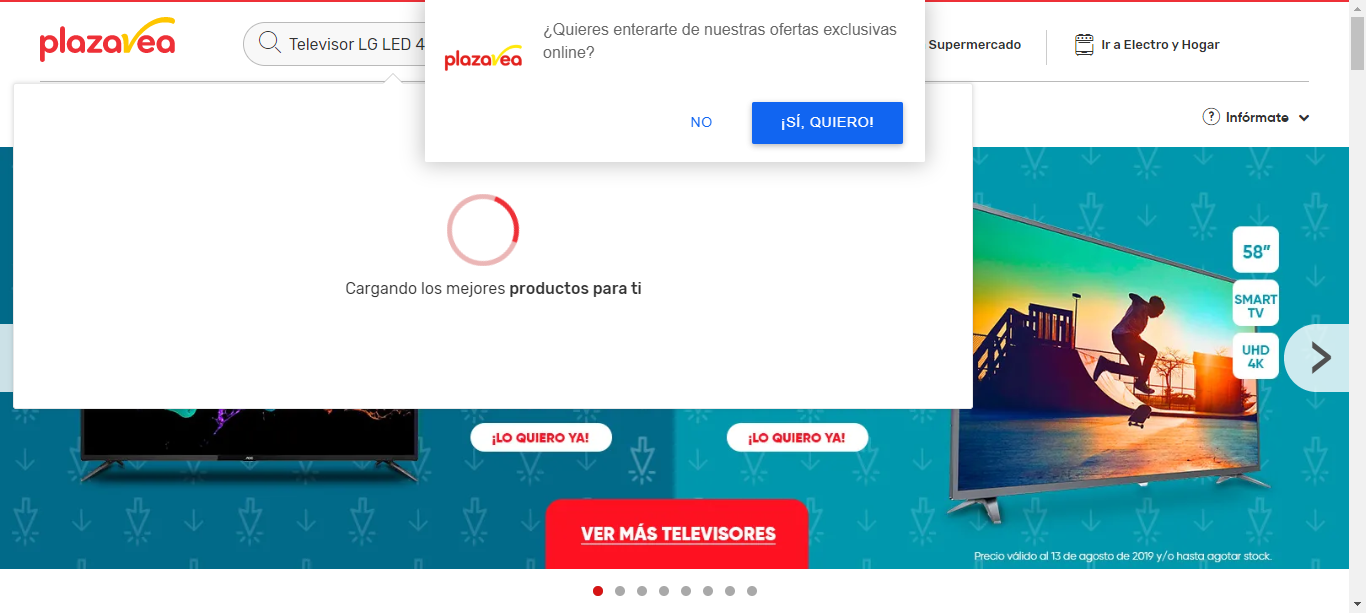 plazavea
Televisor LG LED 4
plazavea
¿Quieres enterarte de nuestras ofertas exclusivas
online?
NO
¡SÍ, QUIERO!
Supermercado
Ir a Electro y Hogar
? Infórmate
Cargando los mejores productos para ti
58”
SMART
TV
UHD
4K
¡LO QUIERO YA!
¡LO QUIERO YA!
VER MÁS TELEVISORES
Precio válido al 13 de agosto de 2019 y/o hasta agotar stock.